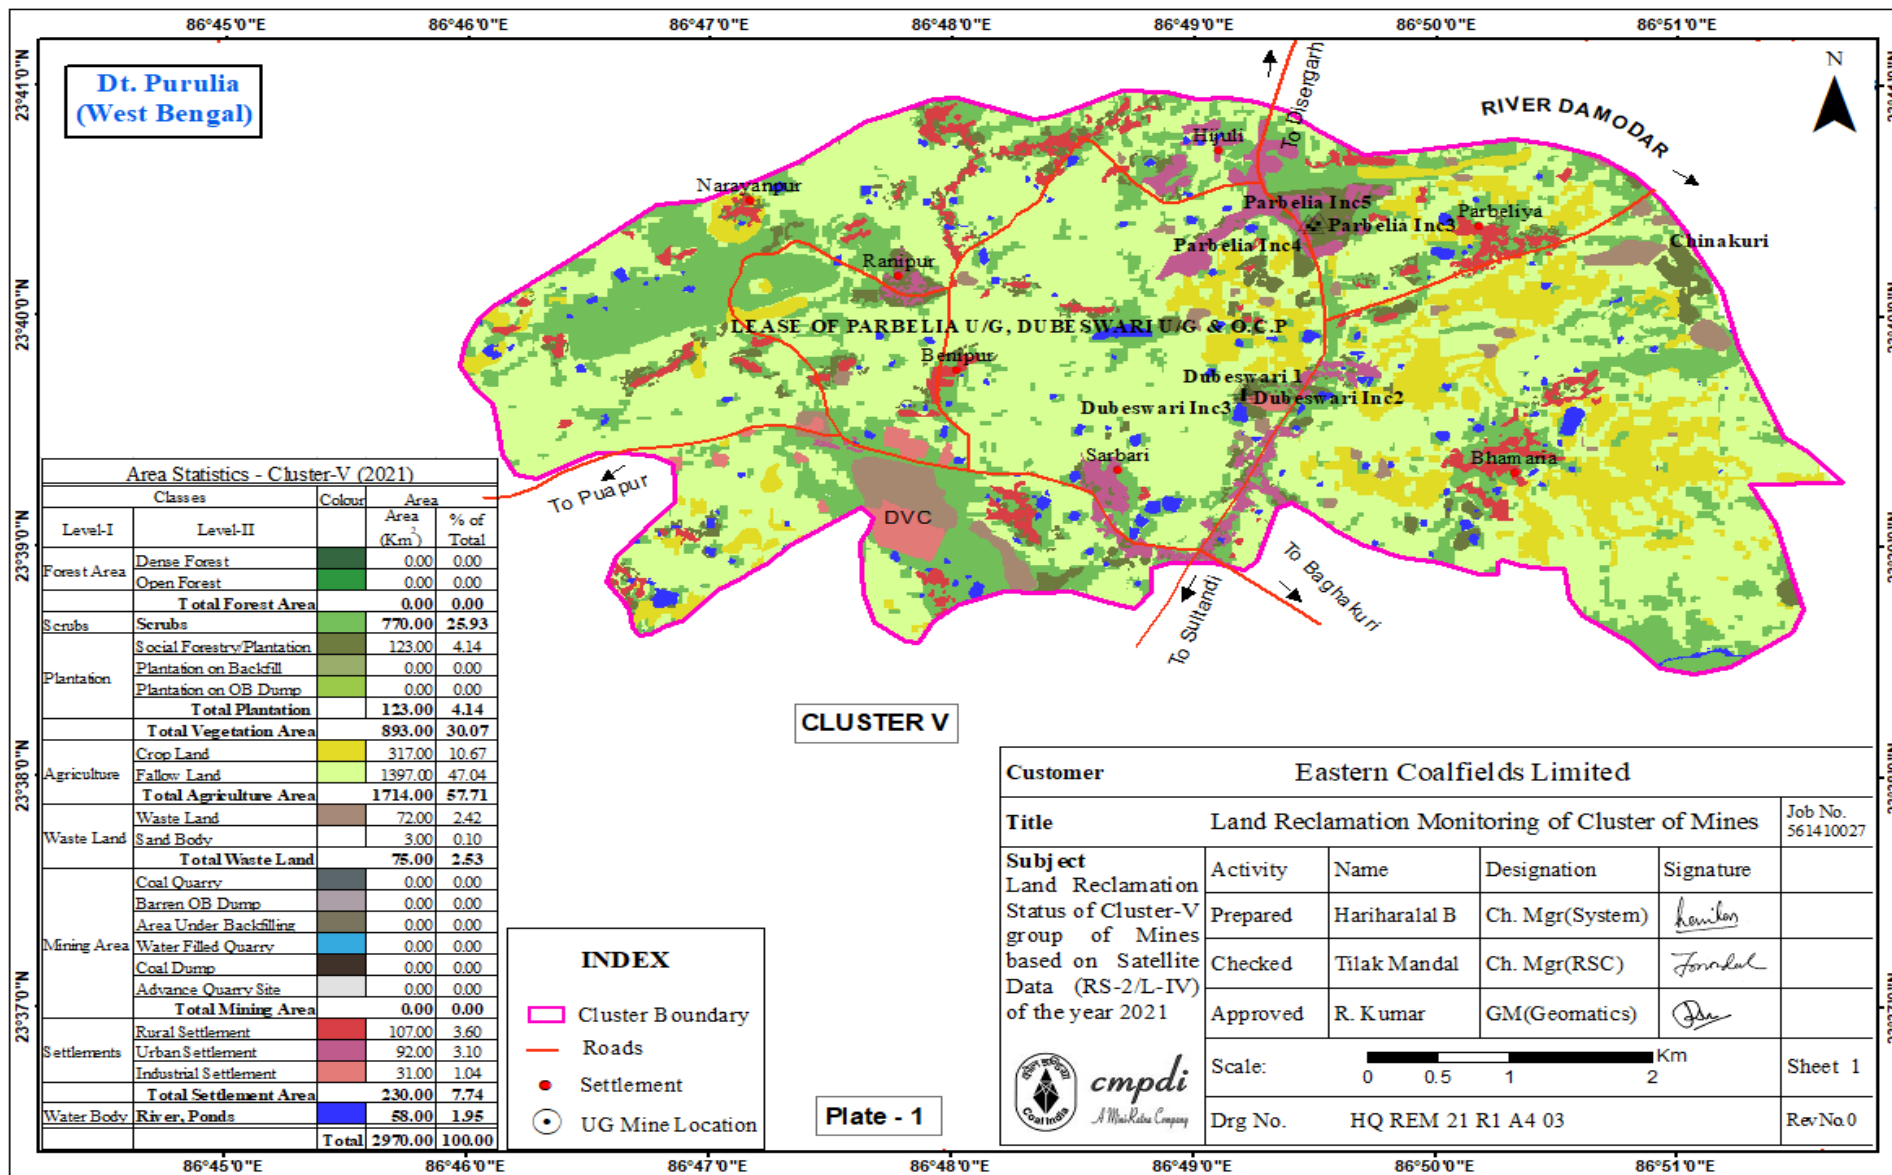 86°45'0"E 86°46'0"E 86°47'0"E 86°48'0"E 86°49'0"E 86°50'0"E 86°51'0"E
Dt. Purulia
(West Bengal)
N
23°41'0"N
23°40'0"N
23°39'0"N
23°38'0"N
23°37'0"N
RIVER DAMODAR
To Disergarh
Hijuli
Narayanpur
Parbelia Inc5
Parbelia Inc3
Parbeliya
Parbelia Inc4
Chinakuri
Ranipur
LEASE OF PARBELIA U/G, DUBESWARI U/G & O.C.P
Benipur
Dubeswari 1
Dubeswari Inc2
Dubeswari Inc3
Sarbari
Bhamaria
To Puapur
DVC
To Baghakuri
To Sultandi
CLUSTER V
Area Statistics - Cluster-V (2021)
Classes Colour Area
Level-I Level-II Area (Km²) % of Total
Forest Area Dense Forest 0.00 0.00
Open Forest 0.00 0.00
Total Forest Area 0.00 0.00
Scrubs Scrubs 770.00 25.93
Plantation Social Forestry/Plantation 123.00 4.14
Plantation on Backfill 0.00 0.00
Plantation on OB Dump 0.00 0.00
Total Plantation 123.00 4.14
Total Vegetation Area 893.00 30.07
Agriculture Crop Land 317.00 10.67
Fallow Land 1397.00 47.04
Total Agriculture Area 1714.00 57.71
Waste Land Waste Land 72.00 2.42
Sand Body 3.00 0.10
Total Waste Land 75.00 2.53
Mining Area Coal Quarry 0.00 0.00
Barren OB Dump 0.00 0.00
Area Under Backfilling 0.00 0.00
Water Filled Quarry 0.00 0.00
Coal Dump 0.00 0.00
Advance Quarry Site 0.00 0.00
Total Mining Area 0.00 0.00
Settlements Rural Settlement 107.00 3.60
Urban Settlement 92.00 3.10
Industrial Settlement 31.00 1.04
Total Settlement Area 230.00 7.74
Water Body River, Ponds 58.00 1.95
Total 2970.00 100.00
INDEX
Cluster Boundary
Roads
Settlement
UG Mine Location
Plate - 1
Customer Eastern Coalfields Limited
Title Land Reclamation Monitoring of Cluster of Mines Job No. 561410027
Subject
Land Reclamation
Status of Cluster-V
group of Mines
based on Satellite
Data (RS-2/L-IV)
of the year 2021
Activity Name Designation Signature
Prepared Hariharalal B Ch. Mgr(System)
Checked Tilak Mandal Ch. Mgr(RSC)
Approved R. Kumar GM(Geomatics)
Scale: 0 0.5 1 2 Km Sheet 1
Drg No. HQ REM 21 R1 A4 03 Rev No.0
Coal India
cmpdi
A Mini Ratna Company
86°45'0"E 86°46'0"E 86°47'0"E 86°48'0"E 86°49'0"E 86°50'0"E 86°51'0"E